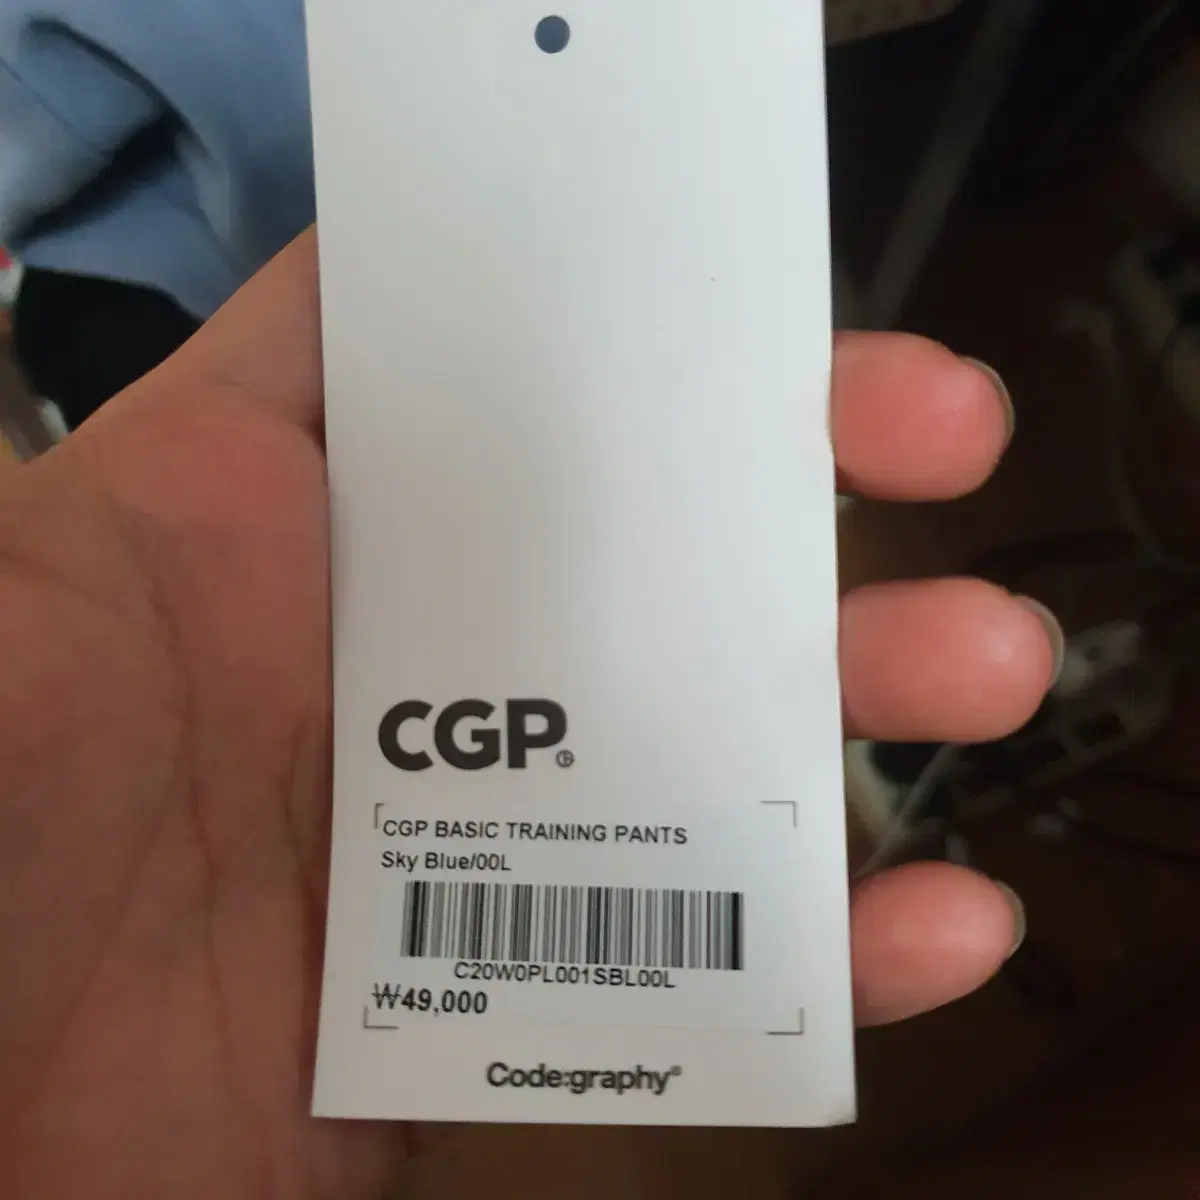 CGP®
CGP BASIC TRAINING PANTS
Sky Blue/00L
C20W0PL001SBL00L
₩49,000
Code:graphy®